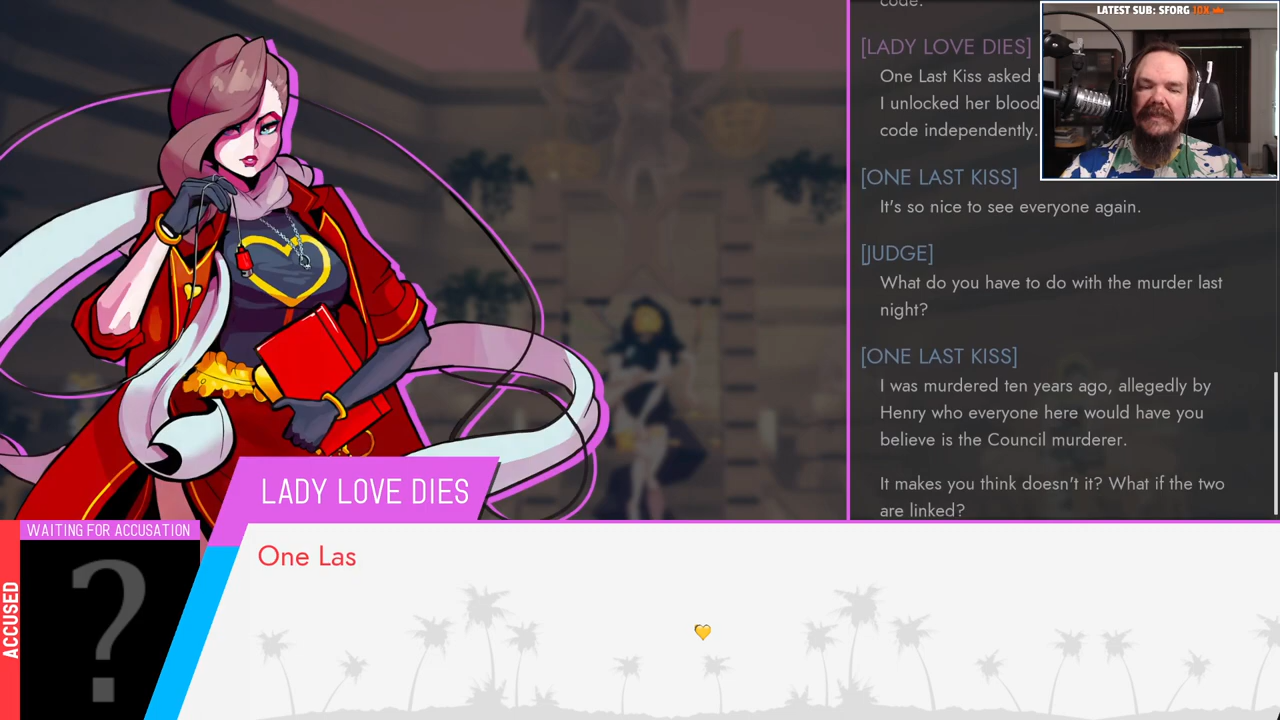 LATEST SUB: SFORG 10X
code.
[LADY LOVE DIES]
One Last Kiss asked
I unlocked her blood
code independently.
[ONE LAST KISS]
It's so nice to see everyone again.
[JUDGE]
What do you have to do with the murder last
night?
[ONE LAST KISS]
I was murdered ten years ago, allegedly by
Henry who everyone here would have you
believe is the Council murderer.
It makes you think doesn't it? What if the two
are linked?
LADY LOVE DIES
WAITING FOR ACCUSATION
?
ACCUSED
One Las